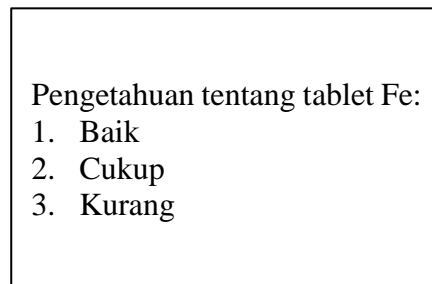 Pengetahuan tentang tablet Fe:
1. Baik
2. Cukup
3. Kurang